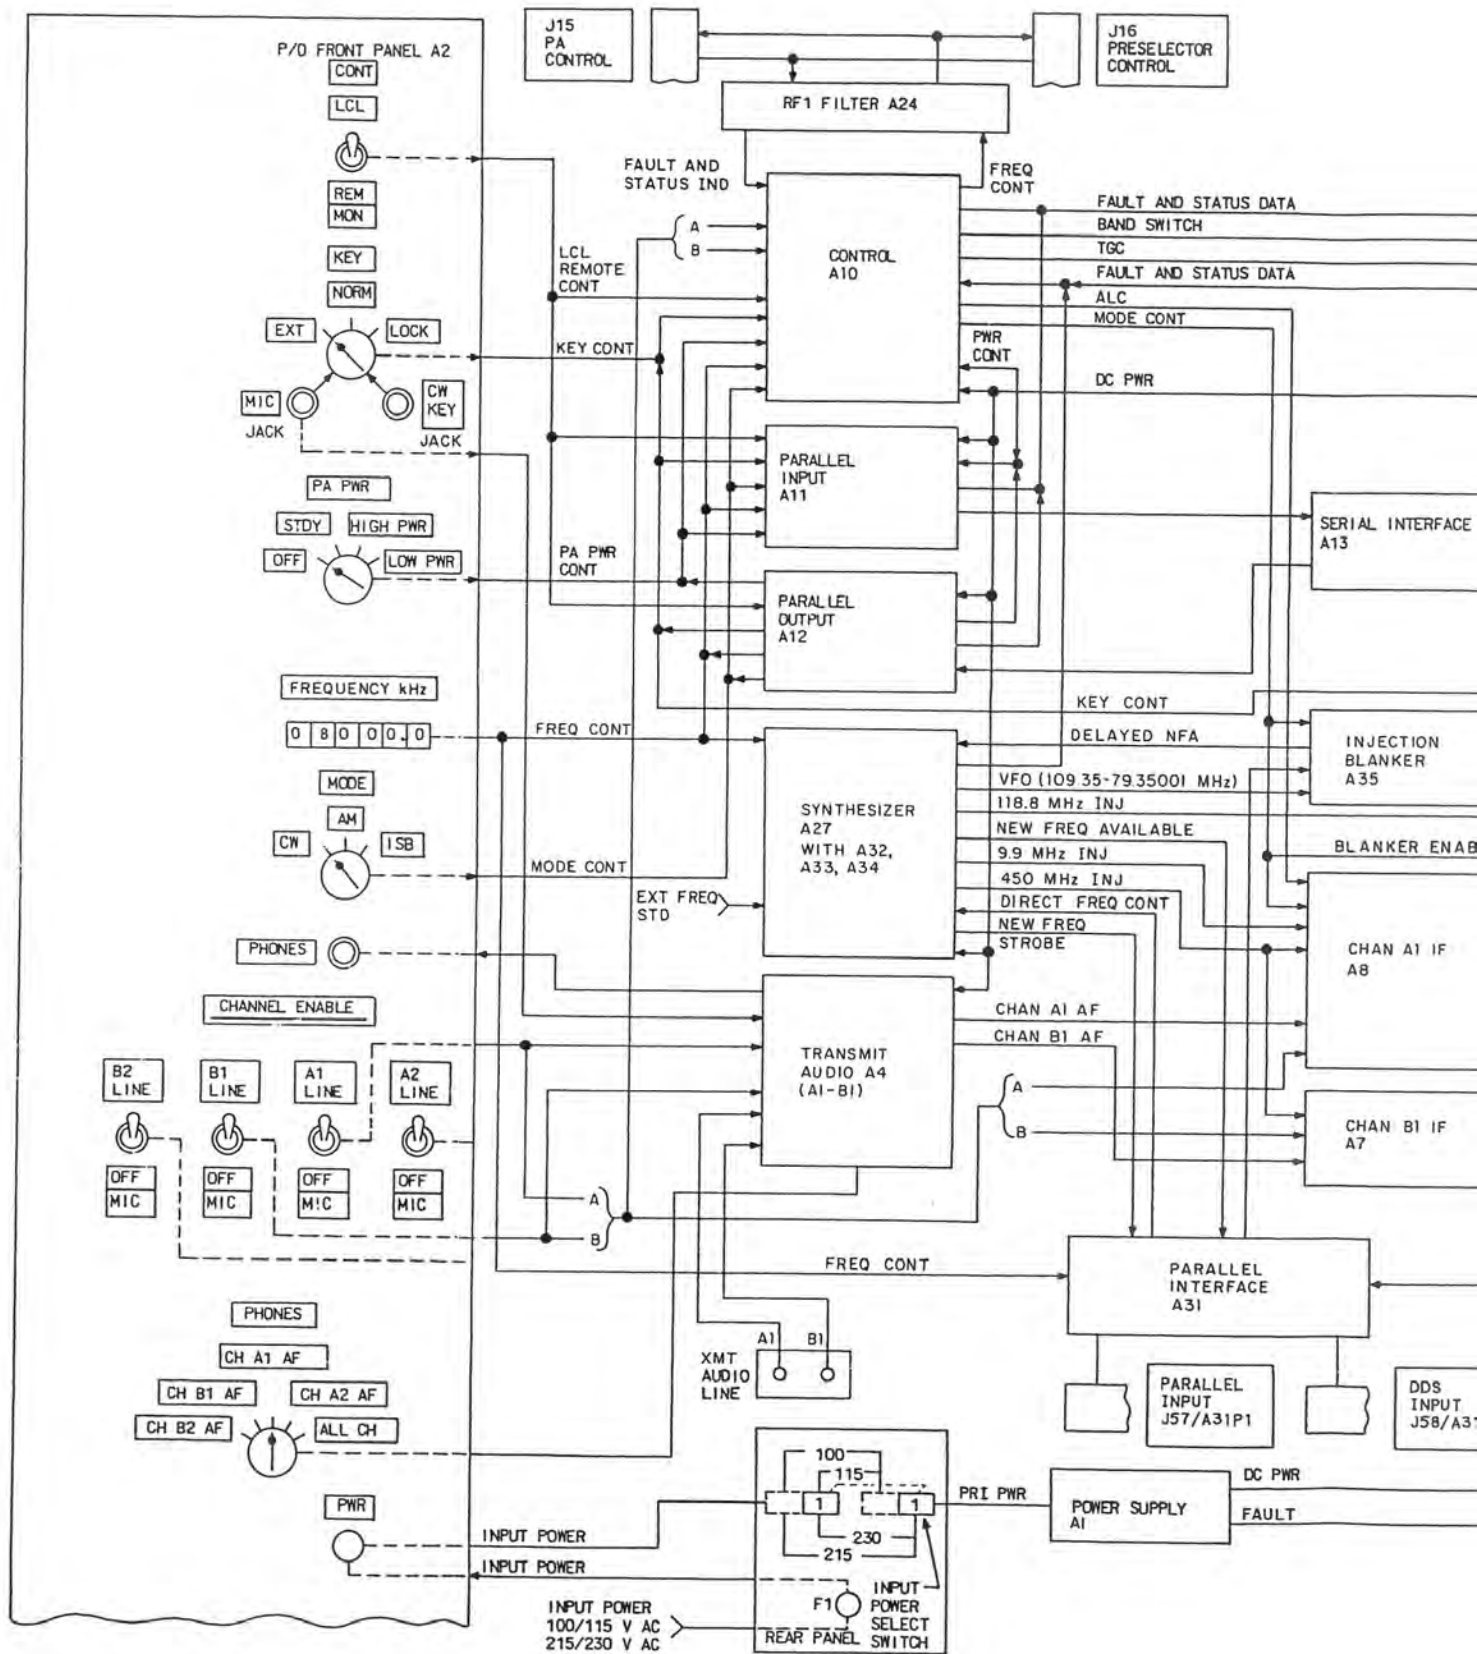 P/O FRONT PANEL A2
CONT
LCL
REM
MON
KEY
NORM
EXT
LOCK
MIC
JACK
CW
KEY
JACK
PA PWR
STDY
HIGH PWR
OFF
LOW PWR
FREQUENCY kHz
0 8 0 0 0.0
MODE
AM
CW
ISB
PHONES
CHANNEL ENABLE
B2
LINE
B1
LINE
A1
LINE
A2
LINE
OFF
MIC
OFF
MIC
OFF
MIC
OFF
MIC
PHONES
CH A1 AF
CH B1 AF
CH A2 AF
CH B2 AF
ALL CH
PWR
J15
PA
CONTROL
J16
PRESELECTOR
CONTROL
RF1 FILTER A24
FAULT AND
STATUS IND
FREQ
CONT
A
B
LCL
REMOTE
CONT
KEY CONT
CONTROL
A10
FAULT AND STATUS DATA
BAND SWITCH
TGC
FAULT AND STATUS DATA
ALC
MODE CONT
PWR
CONT
DC PWR
PARALLEL
INPUT
A11
SERIAL INTERFACE
A13
PA PWR
CONT
PARALLEL
OUTPUT
A12
KEY CONT
FREQ CONT
DELAYED NFA
INJECTION
BLANKER
A35
SYNTHESIZER
A27
WITH A32,
A33, A34
VFO (109.35-79.35001 MHz)
118.8 MHz INJ
NEW FREQ AVAILABLE
9.9 MHz INJ
450 MHz INJ
DIRECT FREQ CONT
NEW FREQ
STROBE
BLANKER ENAB
MODE CONT
EXT FREQ
STD
CHAN A1 IF
A8
TRANSMIT
AUDIO A4
(A1-B1)
CHAN A1 AF
CHAN B1 AF
A
B
CHAN B1 IF
A7
A
B
FREQ CONT
PARALLEL
INTERFACE
A31
A1
B1
XMT
AUDIO
LINE
PARALLEL
INPUT
J57/A31P1
DDS
INPUT
J58/A31
100
115
1
1
230
215
PRI PWR
POWER SUPPLY
A1
DC PWR
FAULT
INPUT POWER
INPUT POWER
F1
INPUT
POWER
SELECT
SWITCH
REAR PANEL
INPUT POWER
100/115 V AC
215/230 V AC